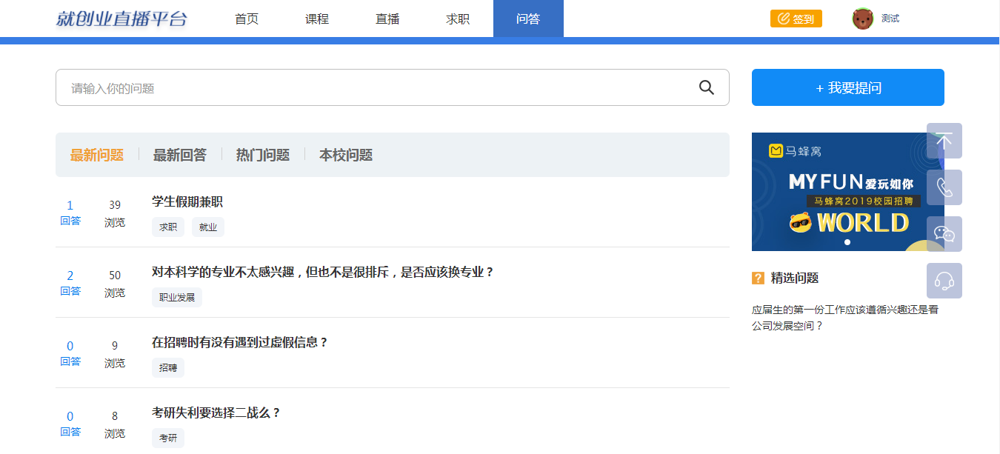 就创业直播平台
首页
课程
直播
求职
问答
签到
测试
请输入你的问题
+ 我要提问
最新问题
最新回答
热门问题
本校问题
1
回答
39
浏览
学生假期兼职
求职
就业
2
回答
50
浏览
对本科学的专业不太感兴趣，但也不是很排斥，是否应该换专业？
职业发展
0
回答
9
浏览
在招聘时有没有遇到过虚假信息？
招聘
0
回答
8
浏览
考研失利要选择二战么？
考研
马蜂窝
MY FUN 爱玩如你
马蜂窝2019校园招聘
WORLD
? 精选问题
应届生的第一份工作应该遵循兴趣还是看
公司发展空间？